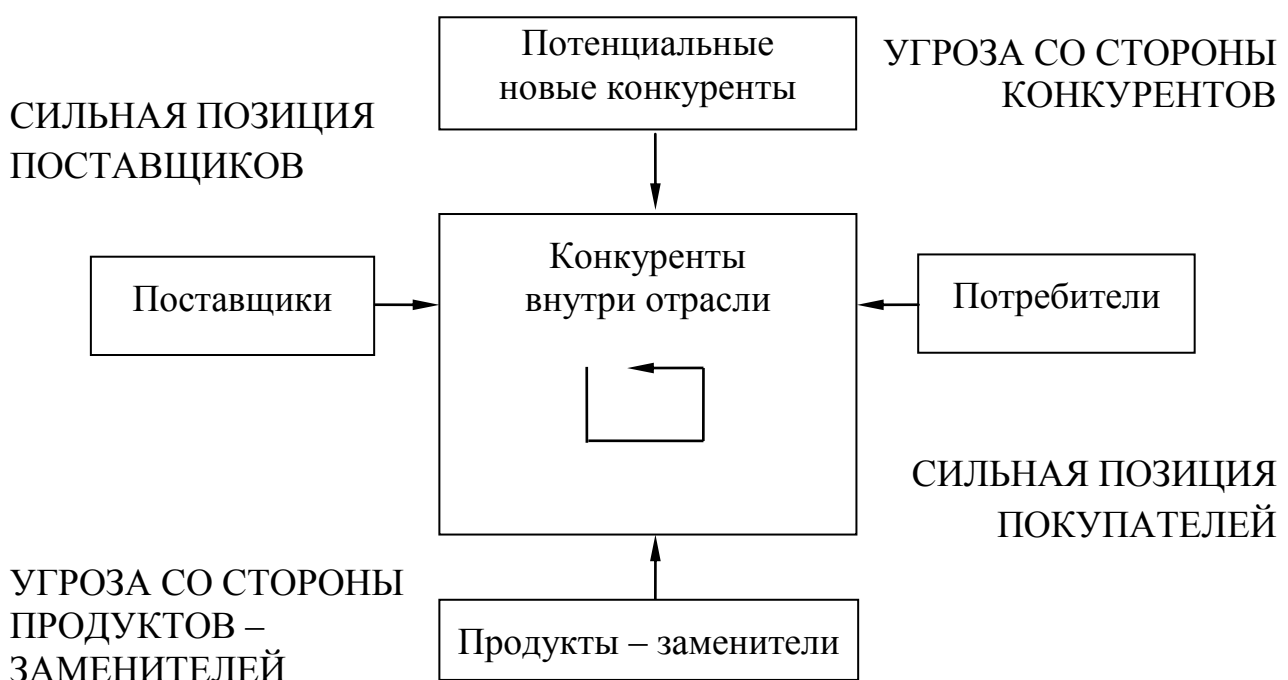 Потенциальные
новые конкуренты
УГРОЗА СО СТОРОНЫ
КОНКУРЕНТОВ
СИЛЬНАЯ ПОЗИЦИЯ
ПОСТАВЩИКОВ
Поставщики
Конкуренты
внутри отрасли
Потребители
СИЛЬНАЯ ПОЗИЦИЯ
ПОКУПАТЕЛЕЙ
УГРОЗА СО СТОРОНЫ
ПРОДУКТОВ –
ЗАМЕНИТЕЛЕЙ
Продукты – заменители